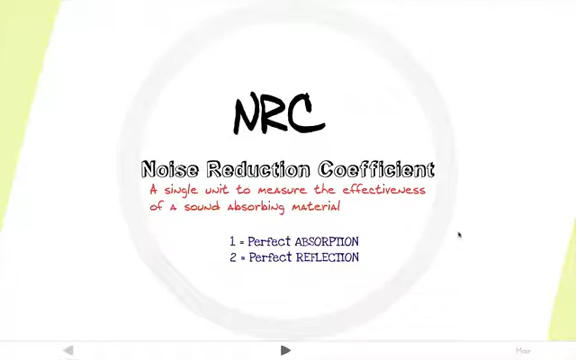 NRC
Noise Reduction Coefficient
A single unit to measure the effectiveness
of a sound absorbing material
1 = Perfect ABSORPTION
2 = Perfect REFLECTION